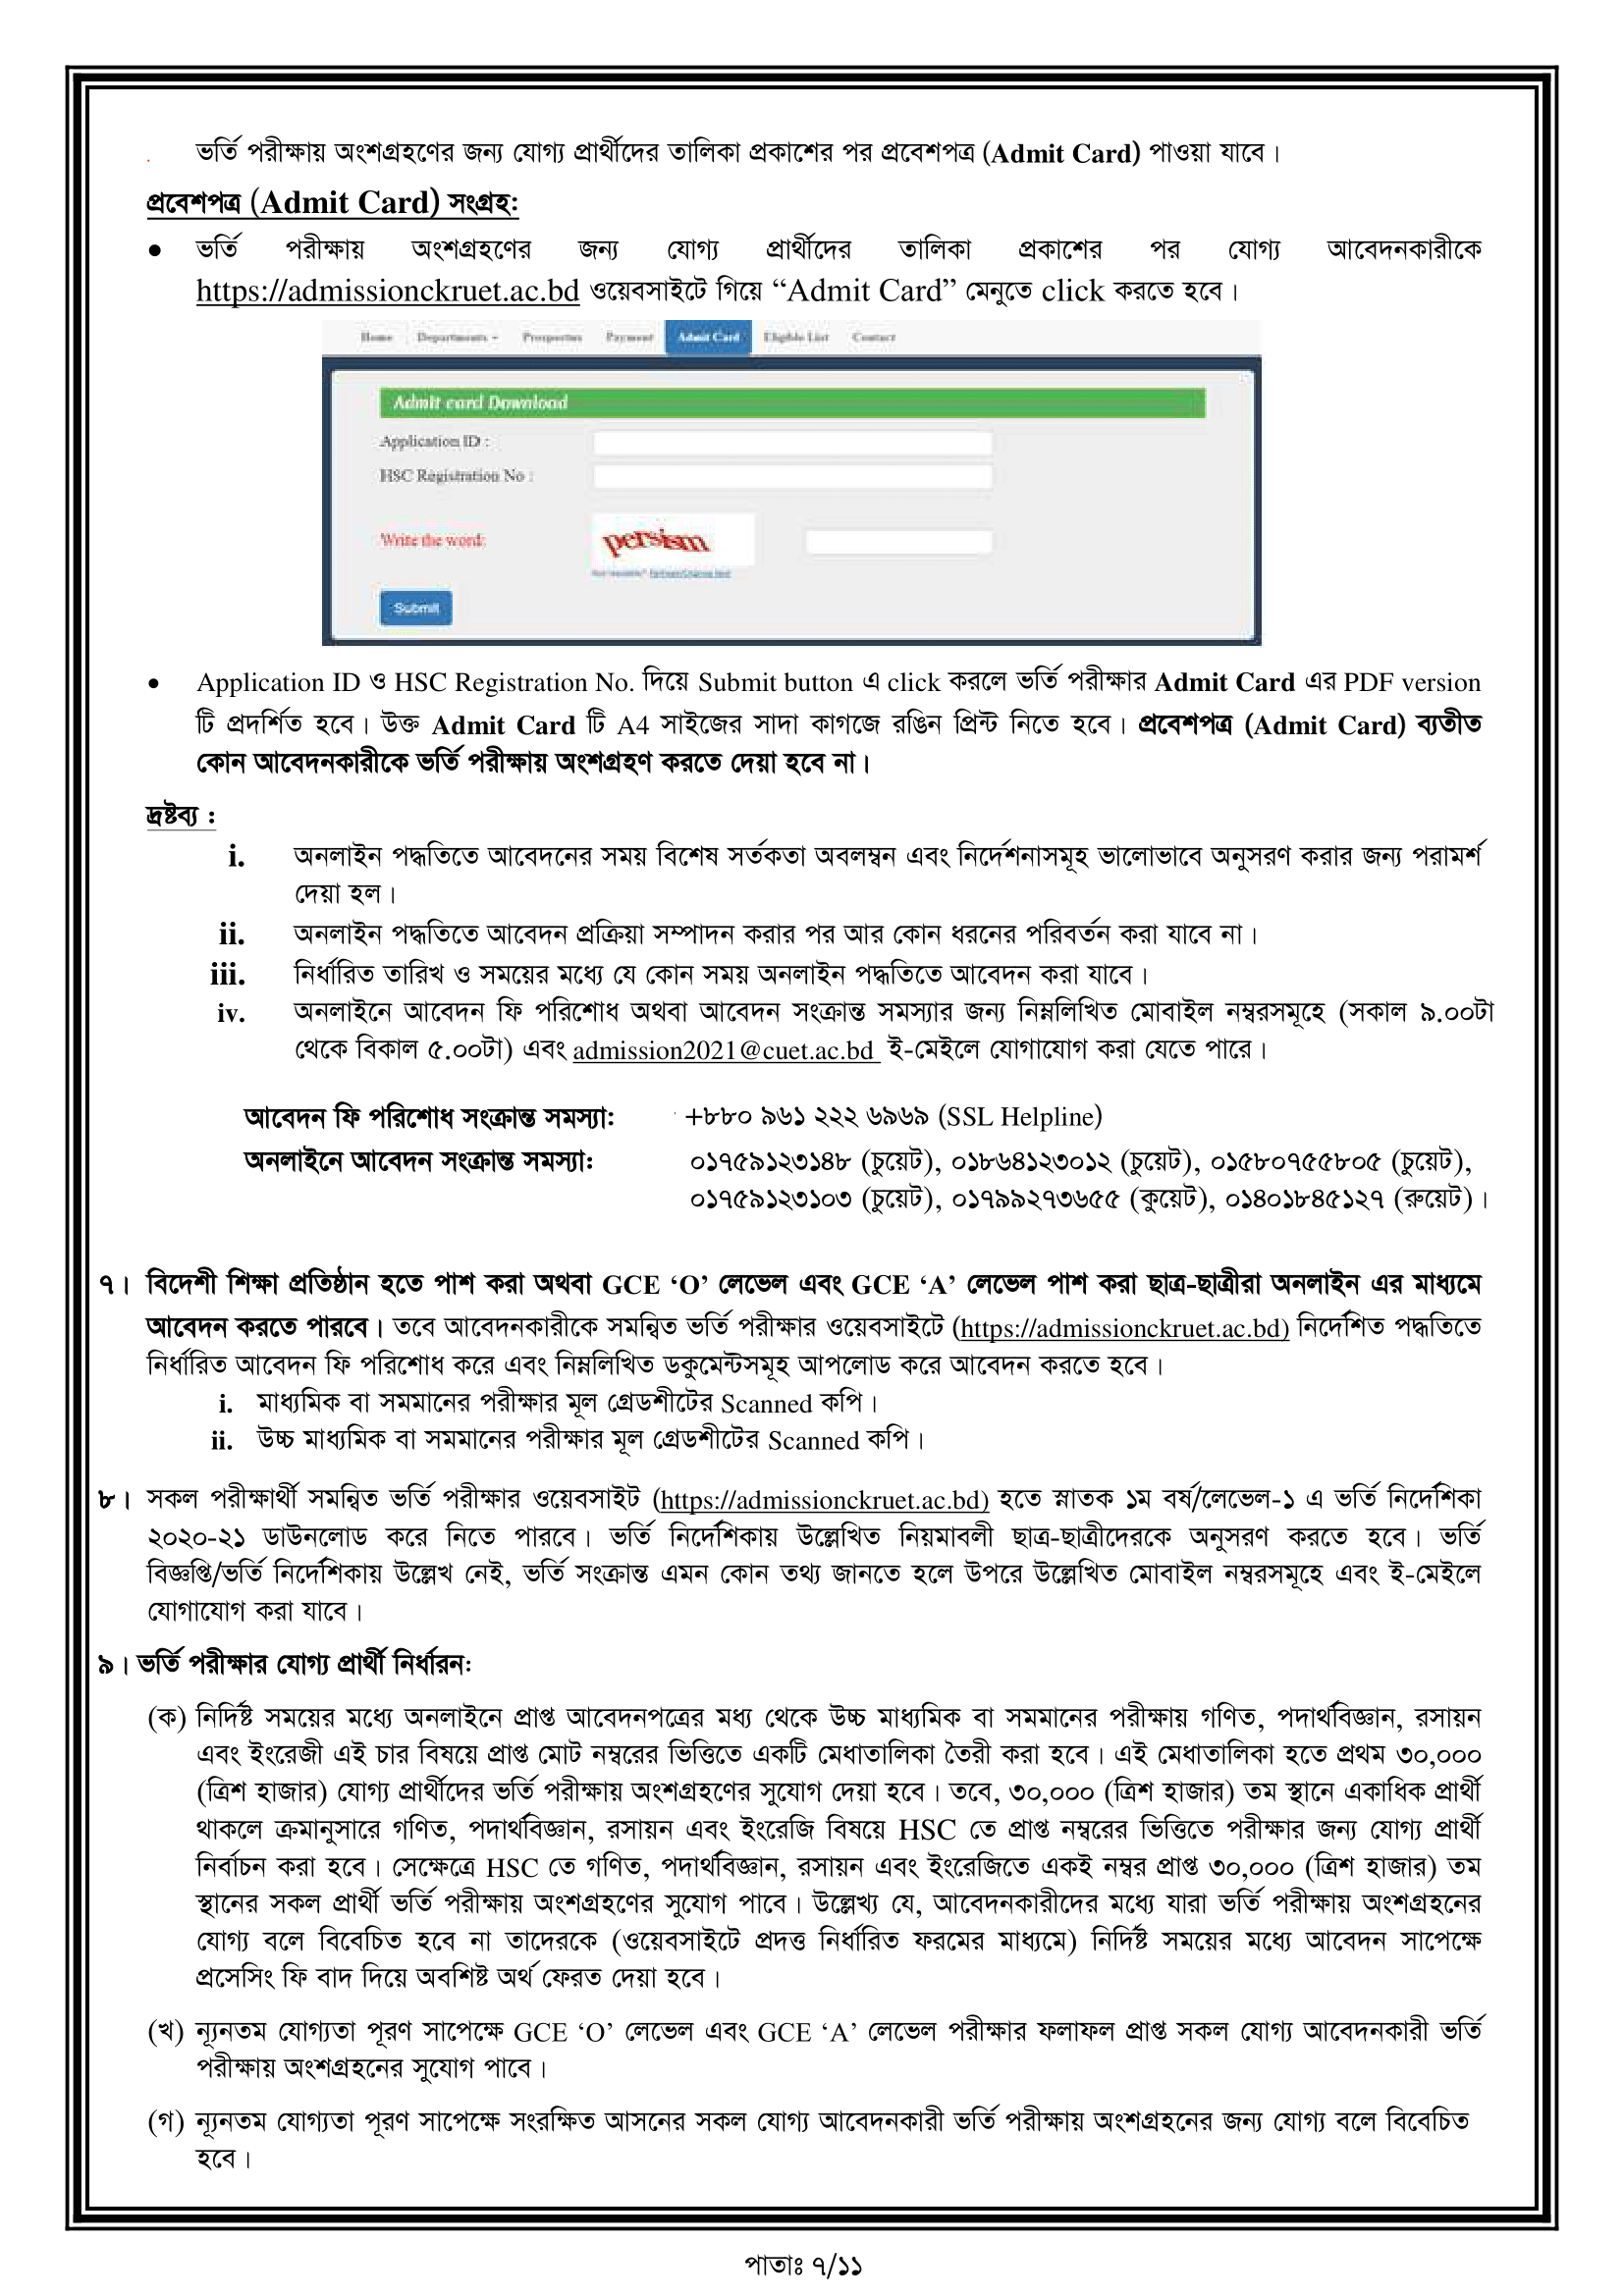 ভর্তি পরীক্ষায় অংশগ্রহণের জন্য যোগ্য প্রার্থীদের তালিকা প্রকাশের পর প্রবেশপত্র (Admit Card) পাওয়া যাবে।
প্রবেশপত্র (Admit Card) সংগ্রহ:
• ভর্তি পরীক্ষায় অংশগ্রহণের জন্য যোগ্য প্রার্থীদের তালিকা প্রকাশের পর যোগ্য আবেদনকারীকে
https://admissionckruet.ac.bd ওয়েবসাইটে গিয়ে “Admit Card” মেনুতে click করতে হবে।
Home Departments Prospectus Payment Admit Card Eligible List Contact
Admit card Download
Application ID :
HSC Registration No :
Write the word: persism
Submit
• Application ID ও HSC Registration No. দিয়ে Submit button এ click করলে ভর্তি পরীক্ষার Admit Card এর PDF version
টি প্রদর্শিত হবে। উক্ত Admit Card টি A4 সাইজের সাদা কাগজে রঙিন প্রিন্ট নিতে হবে। প্রবেশপত্র (Admit Card) ব্যতীত
কোন আবেদনকারীকে ভর্তি পরীক্ষায় অংশগ্রহণ করতে দেয়া হবে না।
দ্রষ্টব্য :
i. অনলাইন পদ্ধতিতে আবেদনের সময় বিশেষ সর্তকতা অবলম্বন এবং নির্দেশনাসমূহ ভালোভাবে অনুসরণ করার জন্য পরামর্শ
দেয়া হল।
ii. অনলাইন পদ্ধতিতে আবেদন প্রক্রিয়া সম্পাদন করার পর আর কোন ধরনের পরিবর্তন করা যাবে না।
iii. নির্ধারিত তারিখ ও সময়ের মধ্যে যে কোন সময় অনলাইন পদ্ধতিতে আবেদন করা যাবে।
iv. অনলাইনে আবেদন ফি পরিশোধ অথবা আবেদন সংক্রান্ত সমস্যার জন্য নিম্নলিখিত মোবাইল নম্বরসমূহে (সকাল ৯.০০টা
থেকে বিকাল ৫.০০টা) এবং admission2021@cuet.ac.bd ই-মেইলে যোগাযোগ করা যেতে পারে।
আবেদন ফি পরিশোধ সংক্রান্ত সমস্যা: +৮৮০ ৯৬১ ২২২ ৬৯৬৯ (SSL Helpline)
অনলাইনে আবেদন সংক্রান্ত সমস্যা: ০১৭৫৯১২৩১৪৮ (চুয়েট), ০১৮৬৪১২৩০১২ (চুয়েট), ০১৫৮০৭৫৫৮০৫ (চুয়েট),
০১৭৫৯১২৩১০৩ (চুয়েট), ০১৭৯৯২৭৩৬৫৫ (কুয়েট), ০১৪০১৮৪৫১২৭ (রুয়েট)।
৭। বিদেশী শিক্ষা প্রতিষ্ঠান হতে পাশ করা অথবা GCE ‘O’ লেভেল এবং GCE ‘A’ লেভেল পাশ করা ছাত্র-ছাত্রীরা অনলাইন এর মাধ্যমে
আবেদন করতে পারবে। তবে আবেদনকারীকে সমন্বিত ভর্তি পরীক্ষার ওয়েবসাইটে (https://admissionckruet.ac.bd) নির্দেশিত পদ্ধতিতে
নির্ধারিত আবেদন ফি পরিশোধ করে এবং নিম্নলিখিত ডকুমেন্টসমূহ আপলোড করে আবেদন করতে হবে।
i. মাধ্যমিক বা সমমানের পরীক্ষার মূল গ্রেডশীটের Scanned কপি।
ii. উচ্চ মাধ্যমিক বা সমমানের পরীক্ষার মূল গ্রেডশীটের Scanned কপি।
৮। সকল পরীক্ষার্থী সমন্বিত ভর্তি পরীক্ষার ওয়েবসাইট (https://admissionckruet.ac.bd) হতে স্নাতক ১ম বর্ষ/লেভেল-১ এ ভর্তি নির্দেশিকা
২০২০-২১ ডাউনলোড করে নিতে পারবে। ভর্তি নির্দেশিকায় উল্লেখিত নিয়মাবলী ছাত্র-ছাত্রীদেরকে অনুসরণ করতে হবে। ভর্তি
বিজ্ঞপ্তি/ভর্তি নির্দেশিকায় উল্লেখ নেই, ভর্তি সংক্রান্ত এমন কোন তথ্য জানতে হলে উপরে উল্লেখিত মোবাইল নম্বরসমূহে এবং ই-মেইলে
যোগাযোগ করা যাবে।
৯। ভর্তি পরীক্ষার যোগ্য প্রার্থী নির্ধারন:
(ক) নির্দিষ্ট সময়ের মধ্যে অনলাইনে প্রাপ্ত আবেদনপত্রের মধ্য থেকে উচ্চ মাধ্যমিক বা সমমানের পরীক্ষায় গণিত, পদার্থবিজ্ঞান, রসায়ন
এবং ইংরেজী এই চার বিষয়ে প্রাপ্ত মোট নম্বরের ভিত্তিতে একটি মেধাতালিকা তৈরী করা হবে। এই মেধাতালিকা হতে প্রথম ৩০,০০০
(ত্রিশ হাজার) যোগ্য প্রার্থীদের ভর্তি পরীক্ষায় অংশগ্রহণের সুযোগ দেয়া হবে। তবে, ৩০,০০০ (ত্রিশ হাজার) তম স্থানে একাধিক প্রার্থী
থাকলে ক্রমানুসারে গণিত, পদার্থবিজ্ঞান, রসায়ন এবং ইংরেজি বিষয়ে HSC তে প্রাপ্ত নম্বরের ভিত্তিতে পরীক্ষার জন্য যোগ্য প্রার্থী
নির্বাচন করা হবে। সেক্ষেত্রে HSC তে গণিত, পদার্থবিজ্ঞান, রসায়ন এবং ইংরেজিতে একই নম্বর প্রাপ্ত ৩০,০০০ (ত্রিশ হাজার) তম
স্থানের সকল প্রার্থী ভর্তি পরীক্ষায় অংশগ্রহণের সুযোগ পাবে। উল্লেখ্য যে, আবেদনকারীদের মধ্যে যারা ভর্তি পরীক্ষায় অংশগ্রহনের
যোগ্য বলে বিবেচিত হবে না তাদেরকে (ওয়েবসাইটে প্রদত্ত নির্ধারিত ফরমের মাধ্যমে) নির্দিষ্ট সময়ের মধ্যে আবেদন সাপেক্ষে
প্রসেসিং ফি বাদ দিয়ে অবশিষ্ট অর্থ ফেরত দেয়া হবে।
(খ) ন্যূনতম যোগ্যতা পূরণ সাপেক্ষে GCE ‘O’ লেভেল এবং GCE ‘A’ লেভেল পরীক্ষার ফলাফল প্রাপ্ত সকল যোগ্য আবেদনকারী ভর্তি
পরীক্ষায় অংশগ্রহনের সুযোগ পাবে।
(গ) ন্যূনতম যোগ্যতা পূরণ সাপেক্ষে সংরক্ষিত আসনের সকল যোগ্য আবেদনকারী ভর্তি পরীক্ষায় অংশগ্রহনের জন্য যোগ্য বলে বিবেচিত
হবে।
পাতাঃ ৭/১১